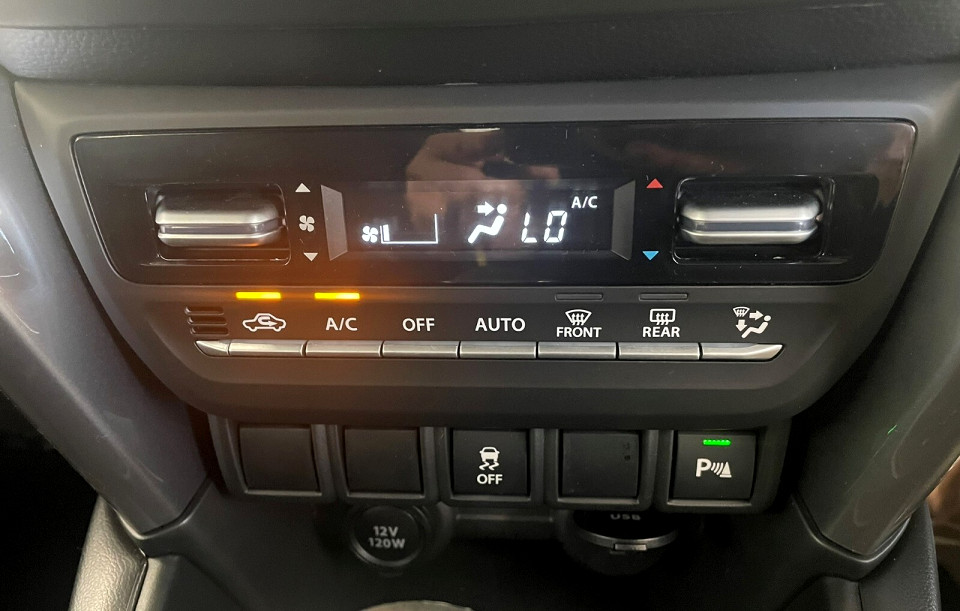 A/C
LO
A/C
OFF
AUTO
FRONT
REAR
OFF
P
12V
120W
USB